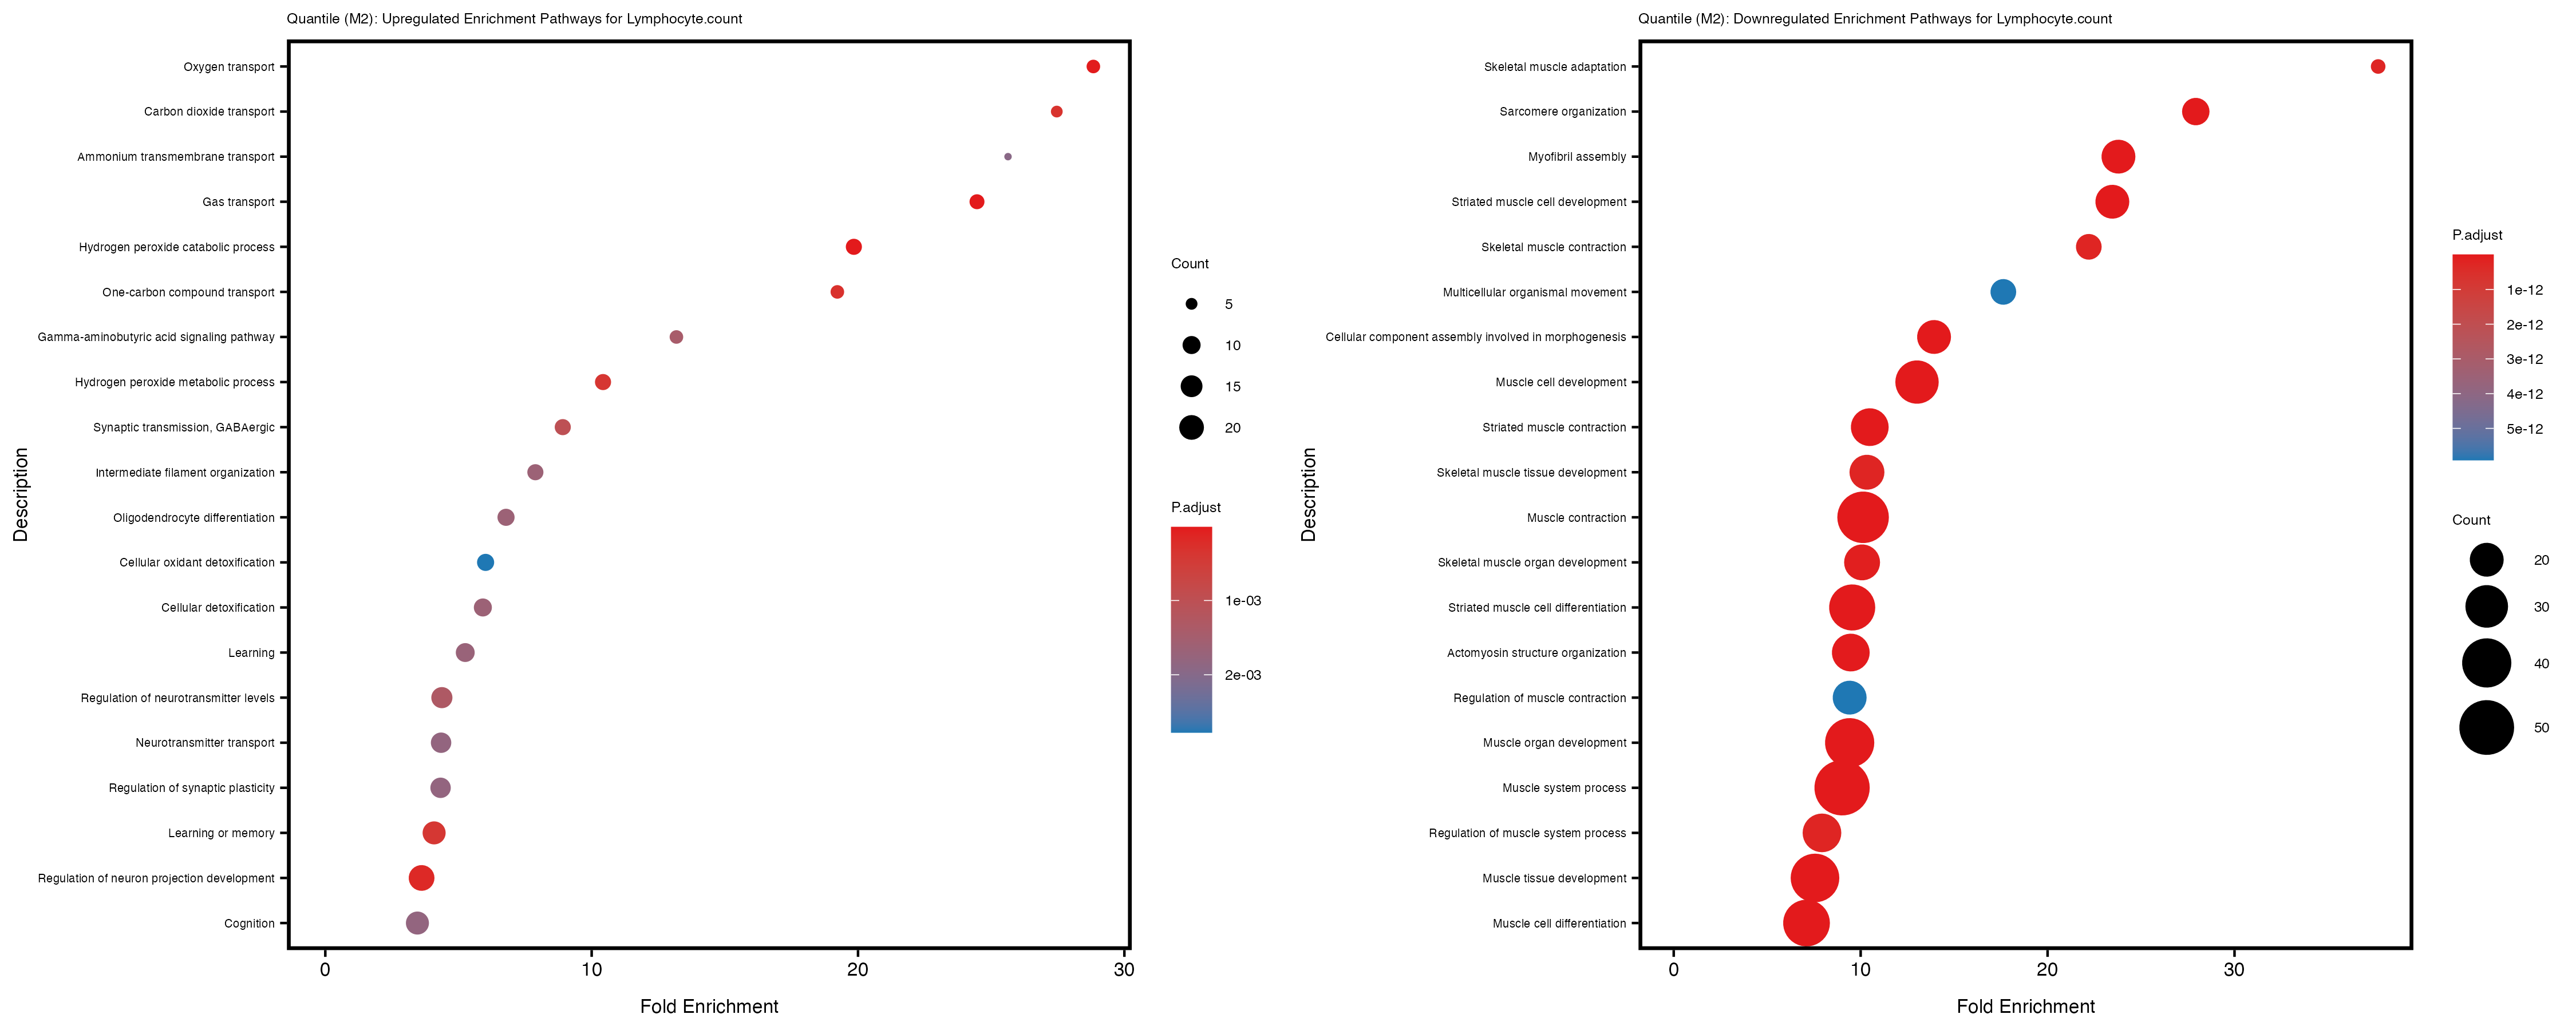 Quantile (M2): Upregulated Enrichment Pathways for Lymphocyte.count
Description
Oxygen transport
Carbon dioxide transport
Ammonium transmembrane transport
Gas transport
Hydrogen peroxide catabolic process
One-carbon compound transport
Gamma-aminobutyric acid signaling pathway
Hydrogen peroxide metabolic process
Synaptic transmission, GABAergic
Intermediate filament organization
Oligodendrocyte differentiation
Cellular oxidant detoxification
Cellular detoxification
Learning
Regulation of neurotransmitter levels
Neurotransmitter transport
Regulation of synaptic plasticity
Learning or memory
Regulation of neuron projection development
Cognition
0 10 20 30
Fold Enrichment
Count
5
10
15
20
P.adjust
1e-03
2e-03
Quantile (M2): Downregulated Enrichment Pathways for Lymphocyte.count
Description
Skeletal muscle adaptation
Sarcomere organization
Myofibril assembly
Striated muscle cell development
Skeletal muscle contraction
Multicellular organismal movement
Cellular component assembly involved in morphogenesis
Muscle cell development
Striated muscle contraction
Skeletal muscle tissue development
Muscle contraction
Skeletal muscle organ development
Striated muscle cell differentiation
Actomyosin structure organization
Regulation of muscle contraction
Muscle organ development
Muscle system process
Regulation of muscle system process
Muscle tissue development
Muscle cell differentiation
0 10 20 30
Fold Enrichment
P.adjust
1e-12
2e-12
3e-12
4e-12
5e-12
Count
20
30
40
50